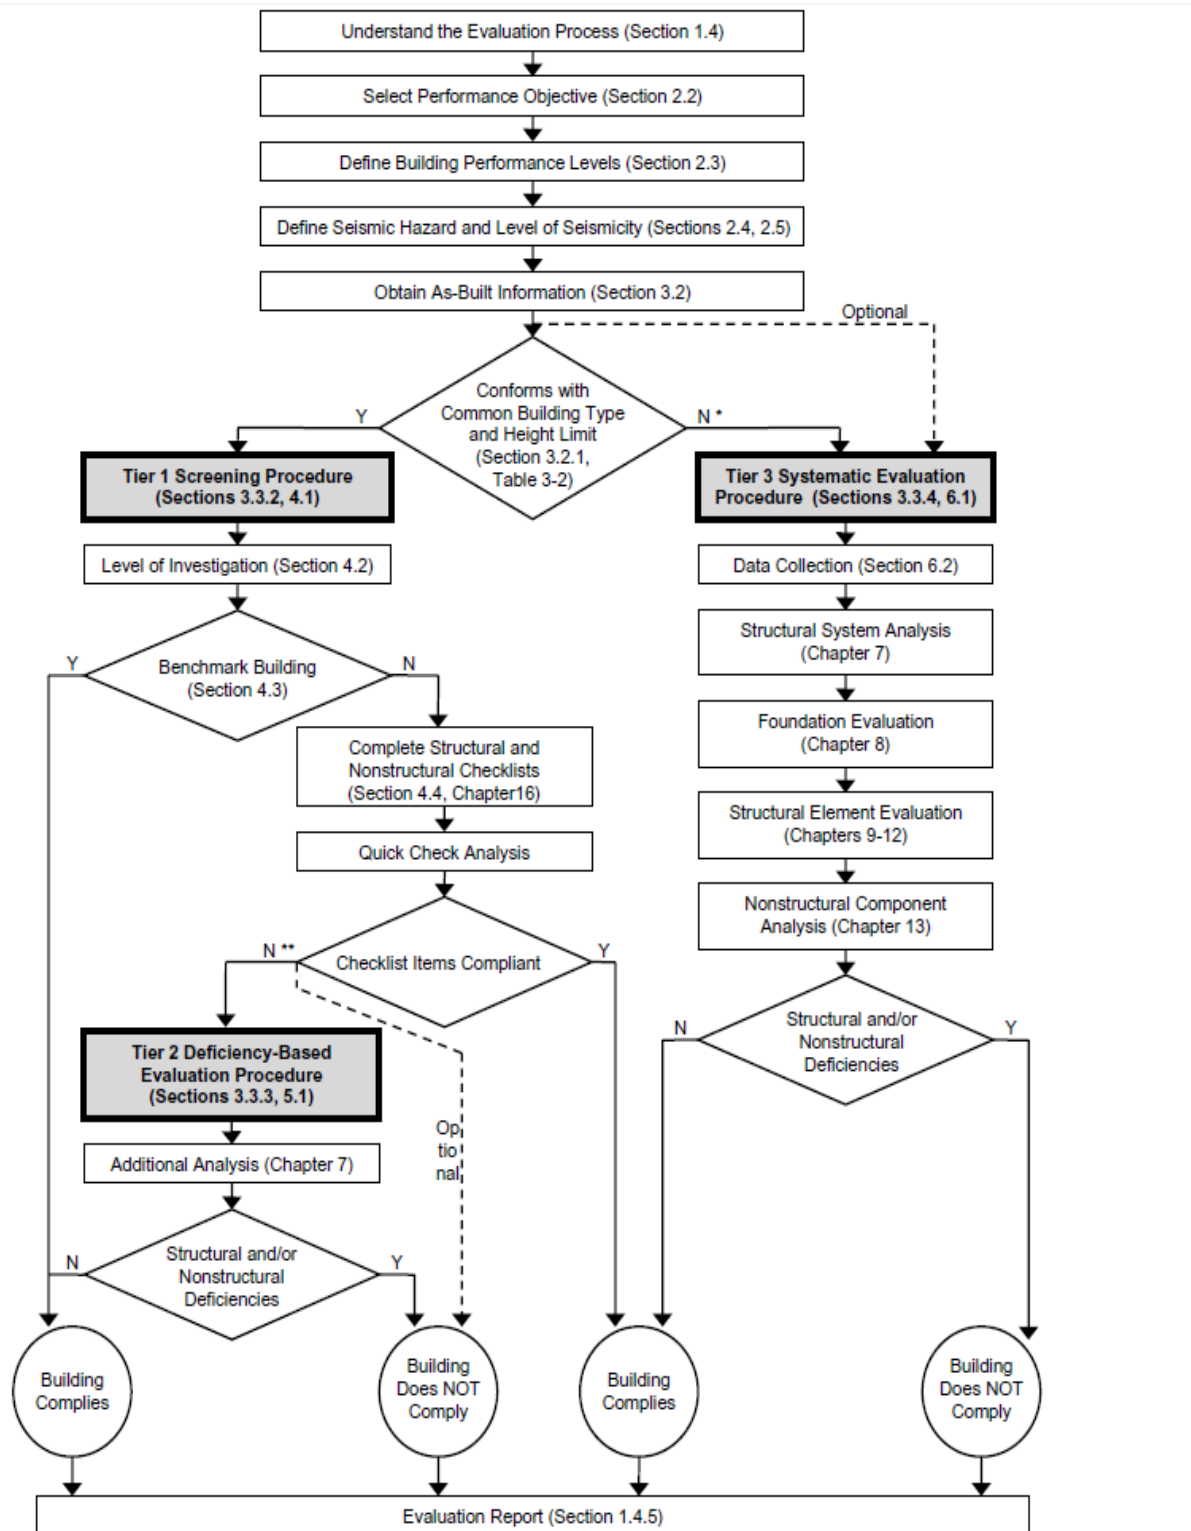 Understand the Evaluation Process (Section 1.4)
Select Performance Objective (Section 2.2)
Define Building Performance Levels (Section 2.3)
Define Seismic Hazard and Level of Seismicity (Sections 2.4, 2.5)
Obtain As-Built Information (Section 3.2)
Optional
Conforms with
Common Building Type
and Height Limit
(Section 3.2.1,
Table 3-2)
Y
N *
Tier 1 Screening Procedure
(Sections 3.3.2, 4.1)
Level of Investigation (Section 4.2)
Benchmark Building
(Section 4.3)
Y
N
Complete Structural and
Nonstructural Checklists
(Section 4.4, Chapter16)
Quick Check Analysis
Checklist Items Compliant
N **
Y
Tier 2 Deficiency-Based
Evaluation Procedure
(Sections 3.3.3, 5.1)
Op
tio
nal
Additional Analysis (Chapter 7)
Structural and/or
Nonstructural
Deficiencies
N
Y
Tier 3 Systematic Evaluation
Procedure (Sections 3.3.4, 6.1)
Data Collection (Section 6.2)
Structural System Analysis
(Chapter 7)
Foundation Evaluation
(Chapter 8)
Structural Element Evaluation
(Chapters 9-12)
Nonstructural Component
Analysis (Chapter 13)
Structural and/or
Nonstructural
Deficiencies
N
Y
Building
Complies
Building
Does NOT
Comply
Building
Complies
Building
Does NOT
Comply
Evaluation Report (Section 1.4.5)